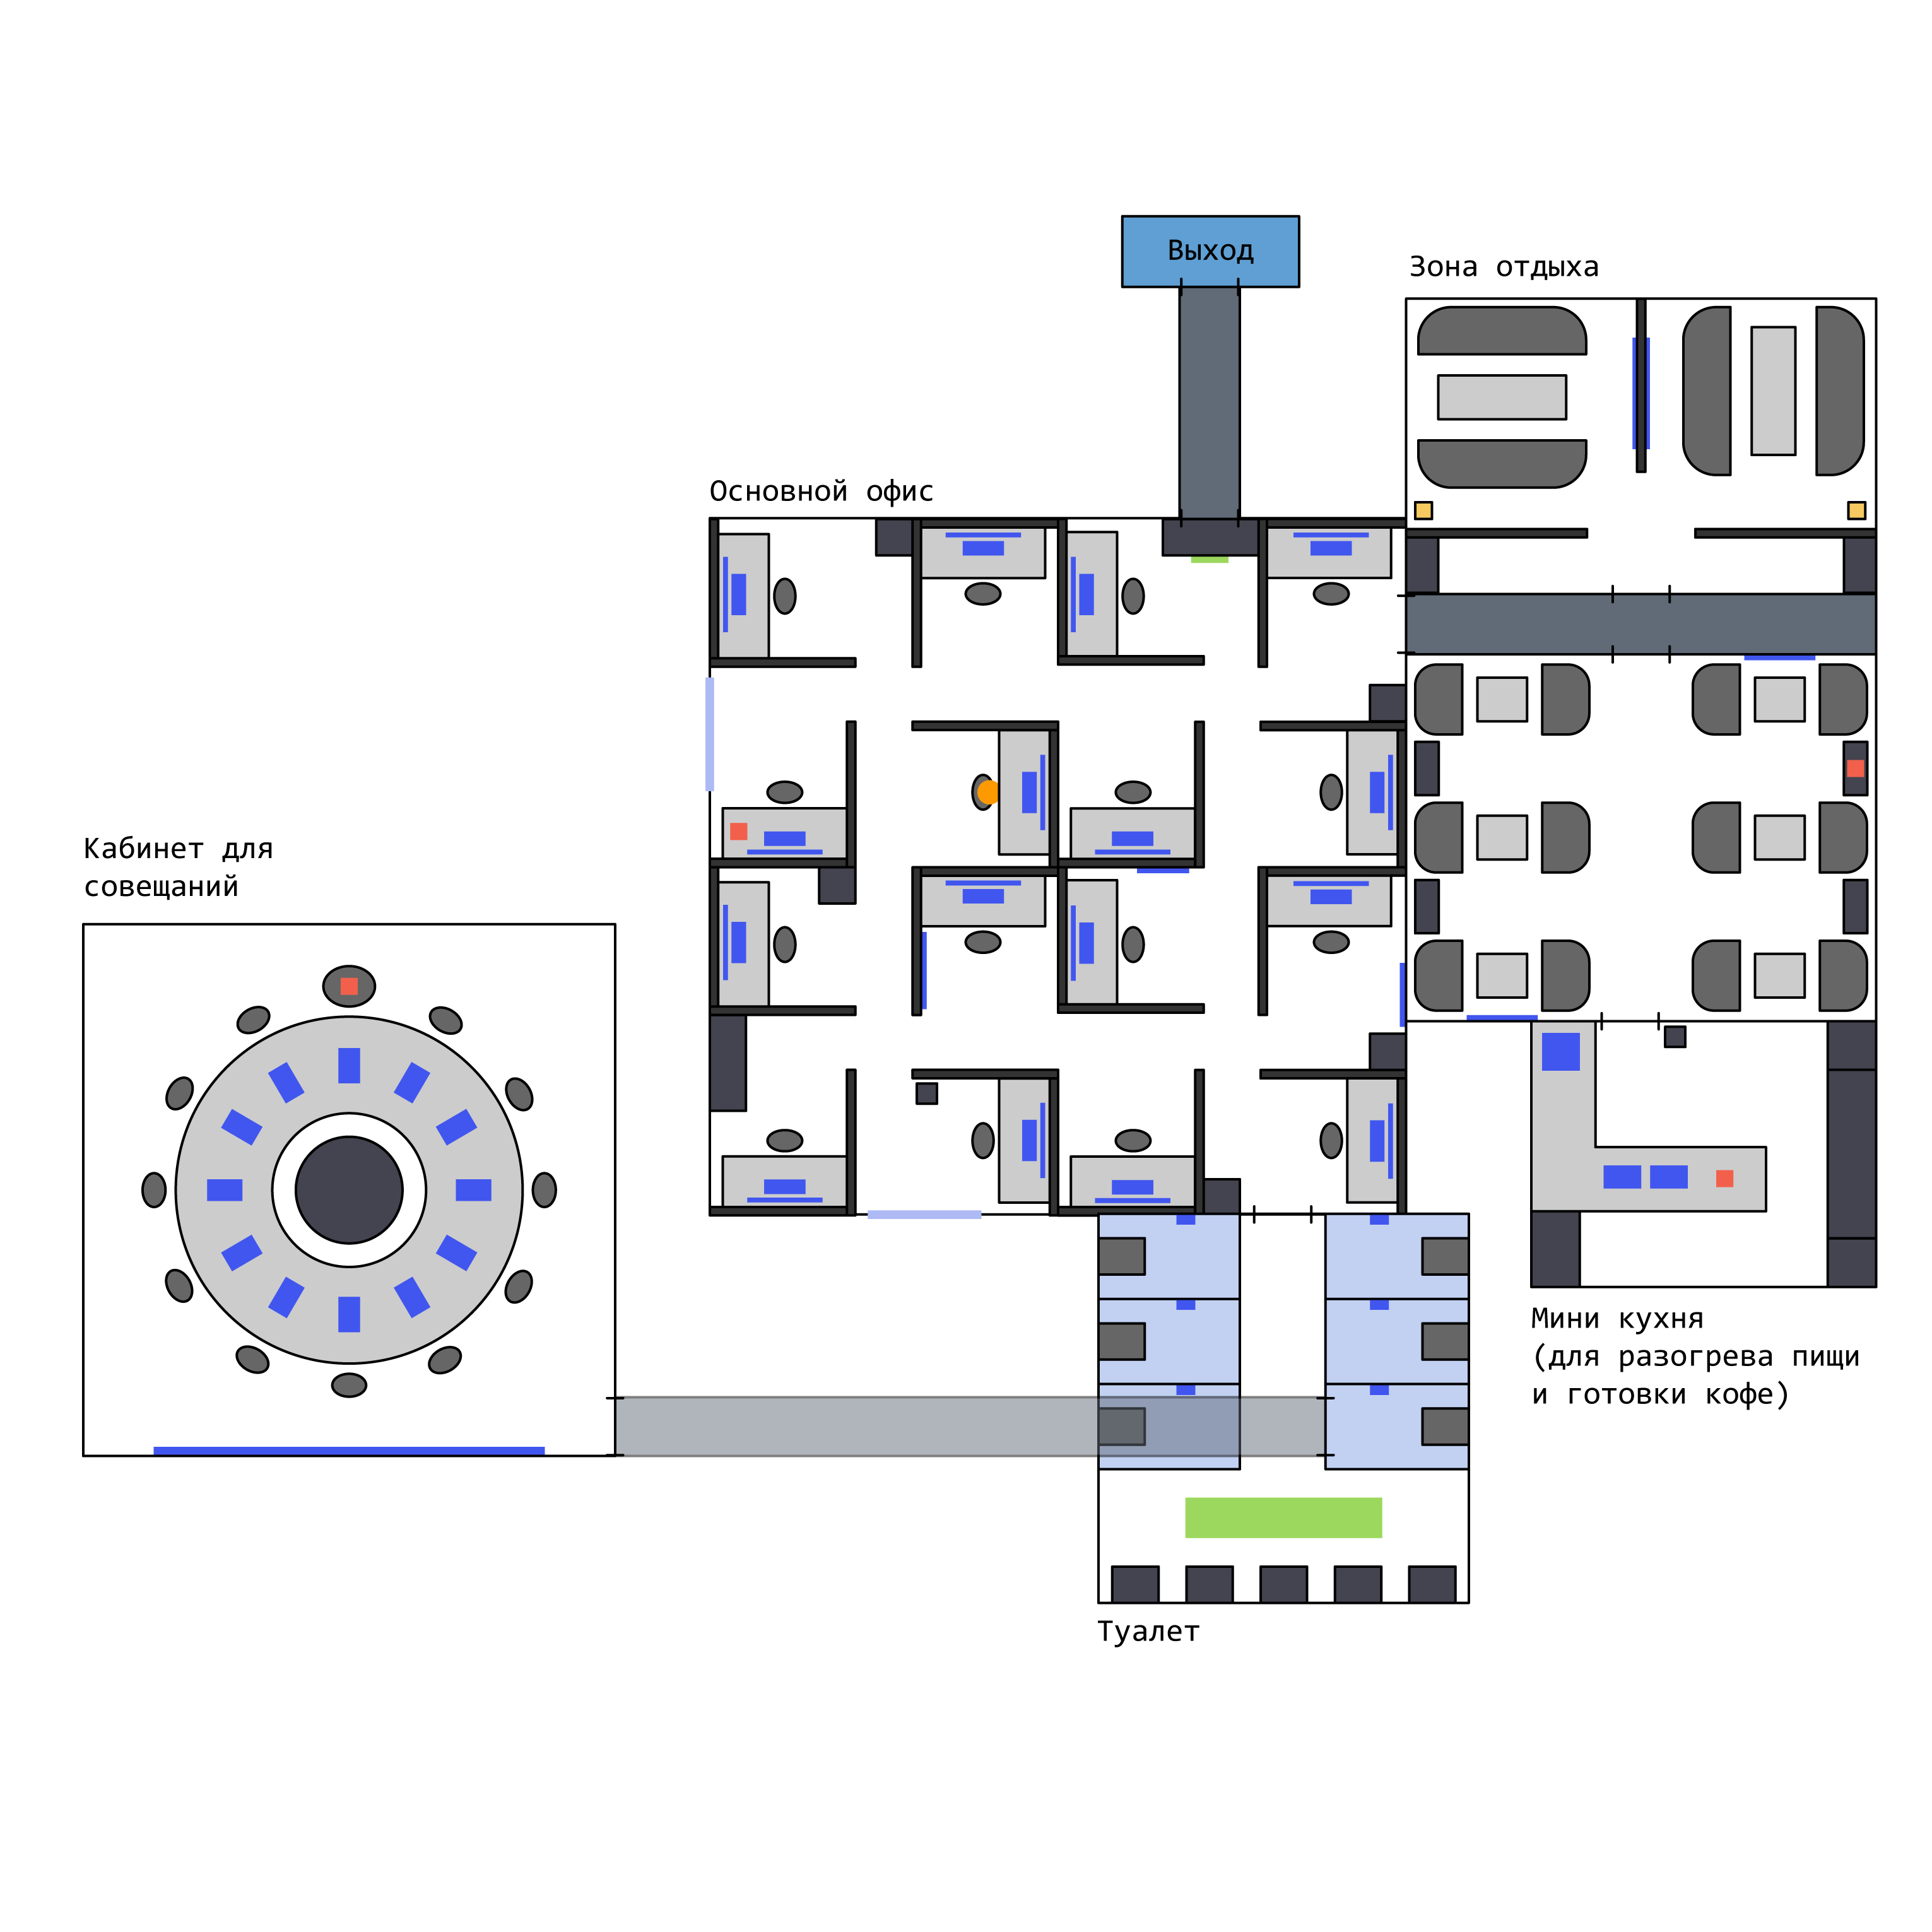 Выход
Зона отдыха
Основной офис
Кабинет для
совещаний
Мини кухня
(для разогрева пищи
и готовки кофе)
Туалет